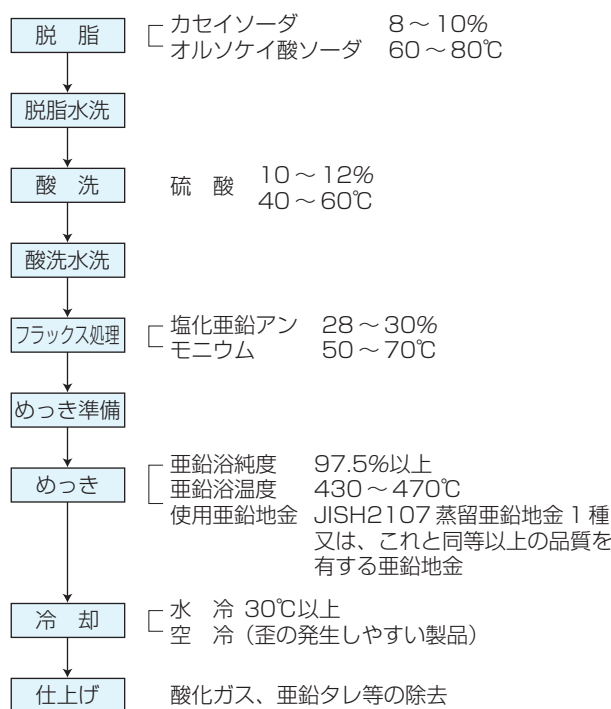 脱　脂
カセイソーダ　8～10％
オルソケイ酸ソーダ　60～80℃
脱脂水洗
酸　洗
硫　酸　10～12％
40～60℃
酸洗水洗
フラックス処理
塩化亜鉛アン　28～30％
モニウム　50～70℃
めっき準備
めっき
亜鉛浴純度　97.5％以上
亜鉛浴温度　430～470℃
使用亜鉛地金　JISH2107 蒸留亜鉛地金 1 種
又は、これと同等以上の品質を
有する亜鉛地金
冷　却
水　冷 30℃以上
空　冷（歪の発生しやすい製品）
仕上げ
酸化ガス、亜鉛タレ等の除去